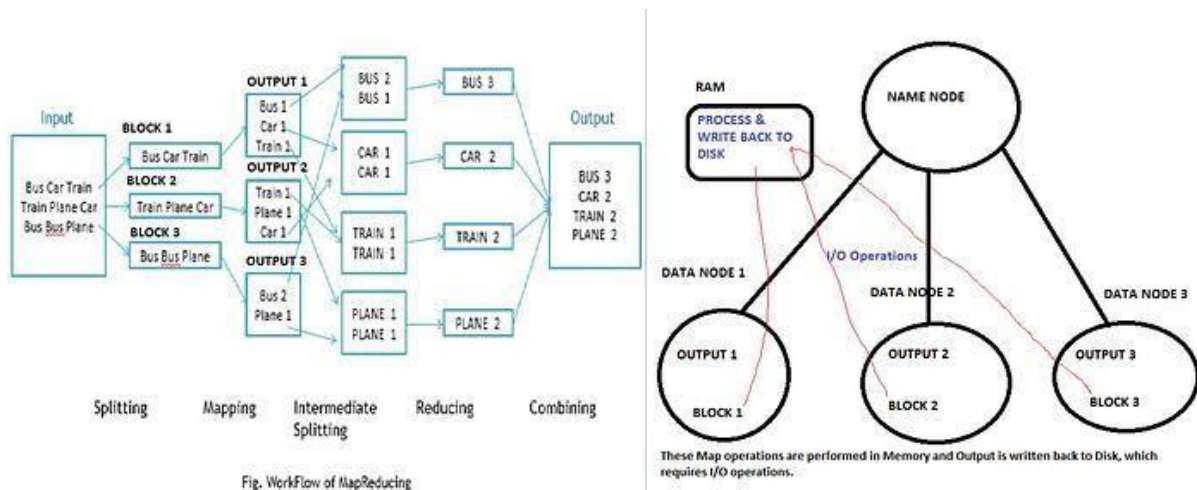 Input
BLOCK 1
BLOCK 2
BLOCK 3
Bus Car Train
Train Plane Car
Bus Bus Plane
Bus Car Train
Train Plane Car
Bus Bus Plane
OUTPUT 1
Bus 1
Car 1
Train 1
OUTPUT 2
Train 1
Plane 1
Car 1
OUTPUT 3
Bus 2
Plane 1
BUS 2
BUS 1
CAR 1
CAR 1
TRAIN 1
TRAIN 1
PLANE 1
PLANE 1
BUS 3
CAR 2
TRAIN 2
PLANE 2
Output
BUS 3
CAR 2
TRAIN 2
PLANE 2
Splitting
Mapping
Intermediate
Splitting
Reducing
Combining
Fig. WorkFlow of MapReducing
RAM
PROCESS &
WRITE BACK TO
DISK
NAME NODE
I/O Operations
DATA NODE 1
DATA NODE 2
DATA NODE 3
OUTPUT 1
BLOCK 1
OUTPUT 2
BLOCK 2
OUTPUT 3
BLOCK 3
These Map operations are performed in Memory and Output is written back to Disk, which
requires I/O operations.